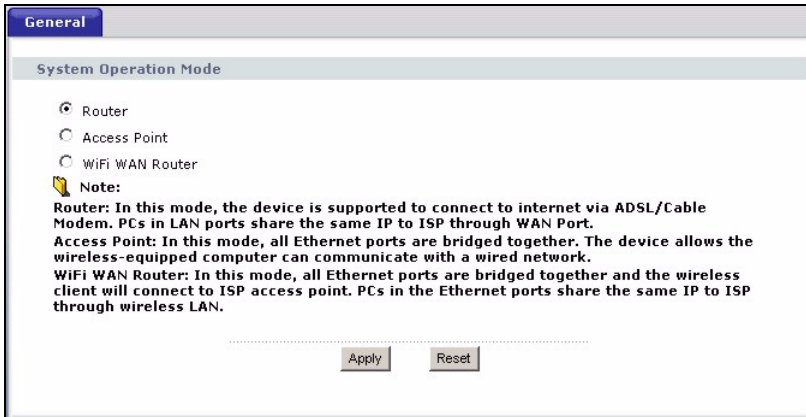 General
System Operation Mode
Router
Access Point
WiFi WAN Router
Note:
Router: In this mode, the device is supported to connect to internet via ADSL/Cable
Modem. PCs in LAN ports share the same IP to ISP through WAN Port.
Access Point: In this mode, all Ethernet ports are bridged together. The device allows the
wireless-equipped computer can communicate with a wired network.
WiFi WAN Router: In this mode, all Ethernet ports are bridged together and the wireless
client will connect to ISP access point. PCs in the Ethernet ports share the same IP to ISP
through wireless LAN.
Apply Reset